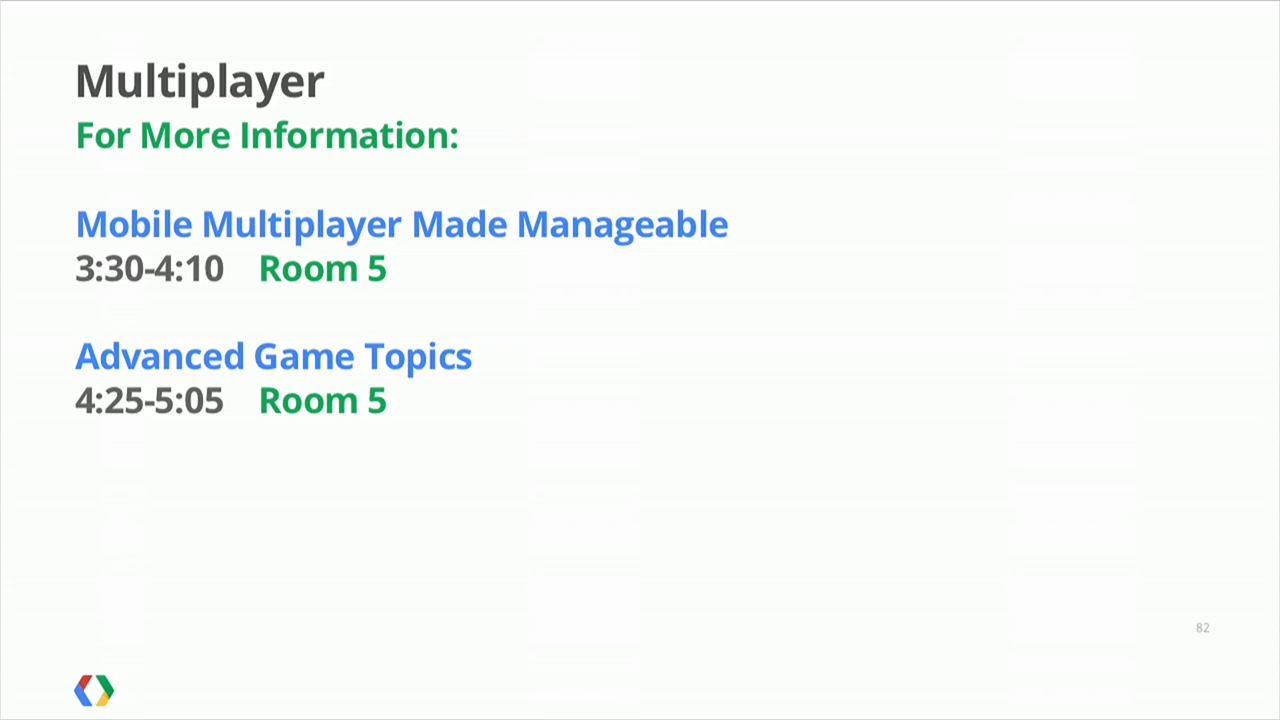 Multiplayer
For More Information:
Mobile Multiplayer Made Manageable
3:30-4:10 Room 5
Advanced Game Topics
4:25-5:05 Room 5
82